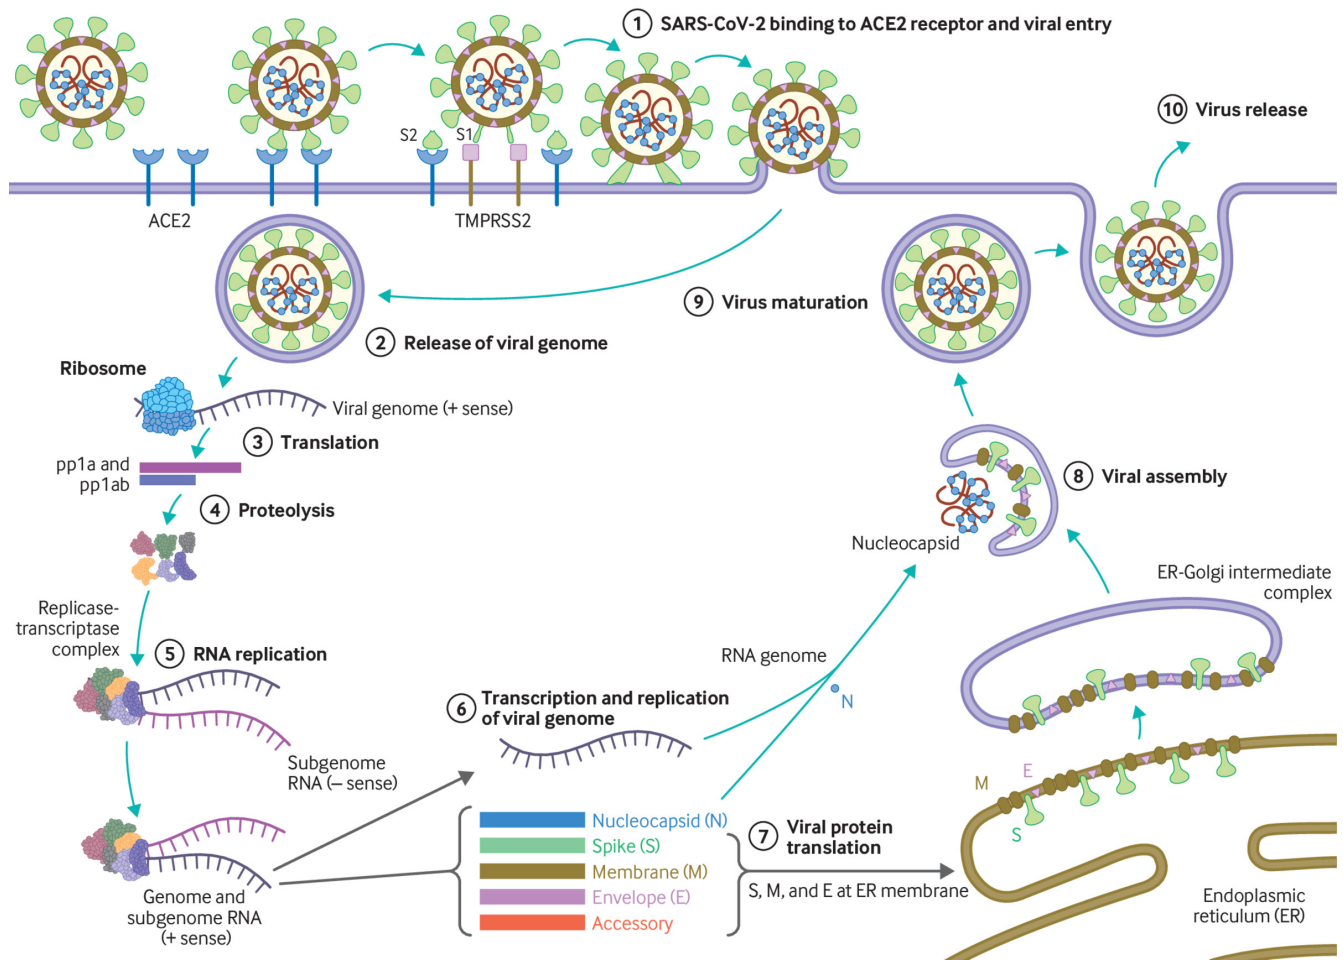 1 SARS-CoV-2 binding to ACE2 receptor and viral entry
10 Virus release
S2
S1
ACE2
TMPRSS2
9 Virus maturation
2 Release of viral genome
Ribosome
Viral genome (+ sense)
3 Translation
pp1a and
pp1ab
4 Proteolysis
8 Viral assembly
Nucleocapsid
ER-Golgi intermediate
complex
Replicase-
transcriptase
complex
5 RNA replication
RNA genome
N
6 Transcription and replication
of viral genome
Subgenome
RNA (– sense)
M
E
S
Nucleocapsid (N)
Spike (S)
Membrane (M)
Envelope (E)
Accessory
7 Viral protein
translation
S, M, and E at ER membrane
Genome and
subgenome RNA
(+ sense)
Endoplasmic
reticulum (ER)